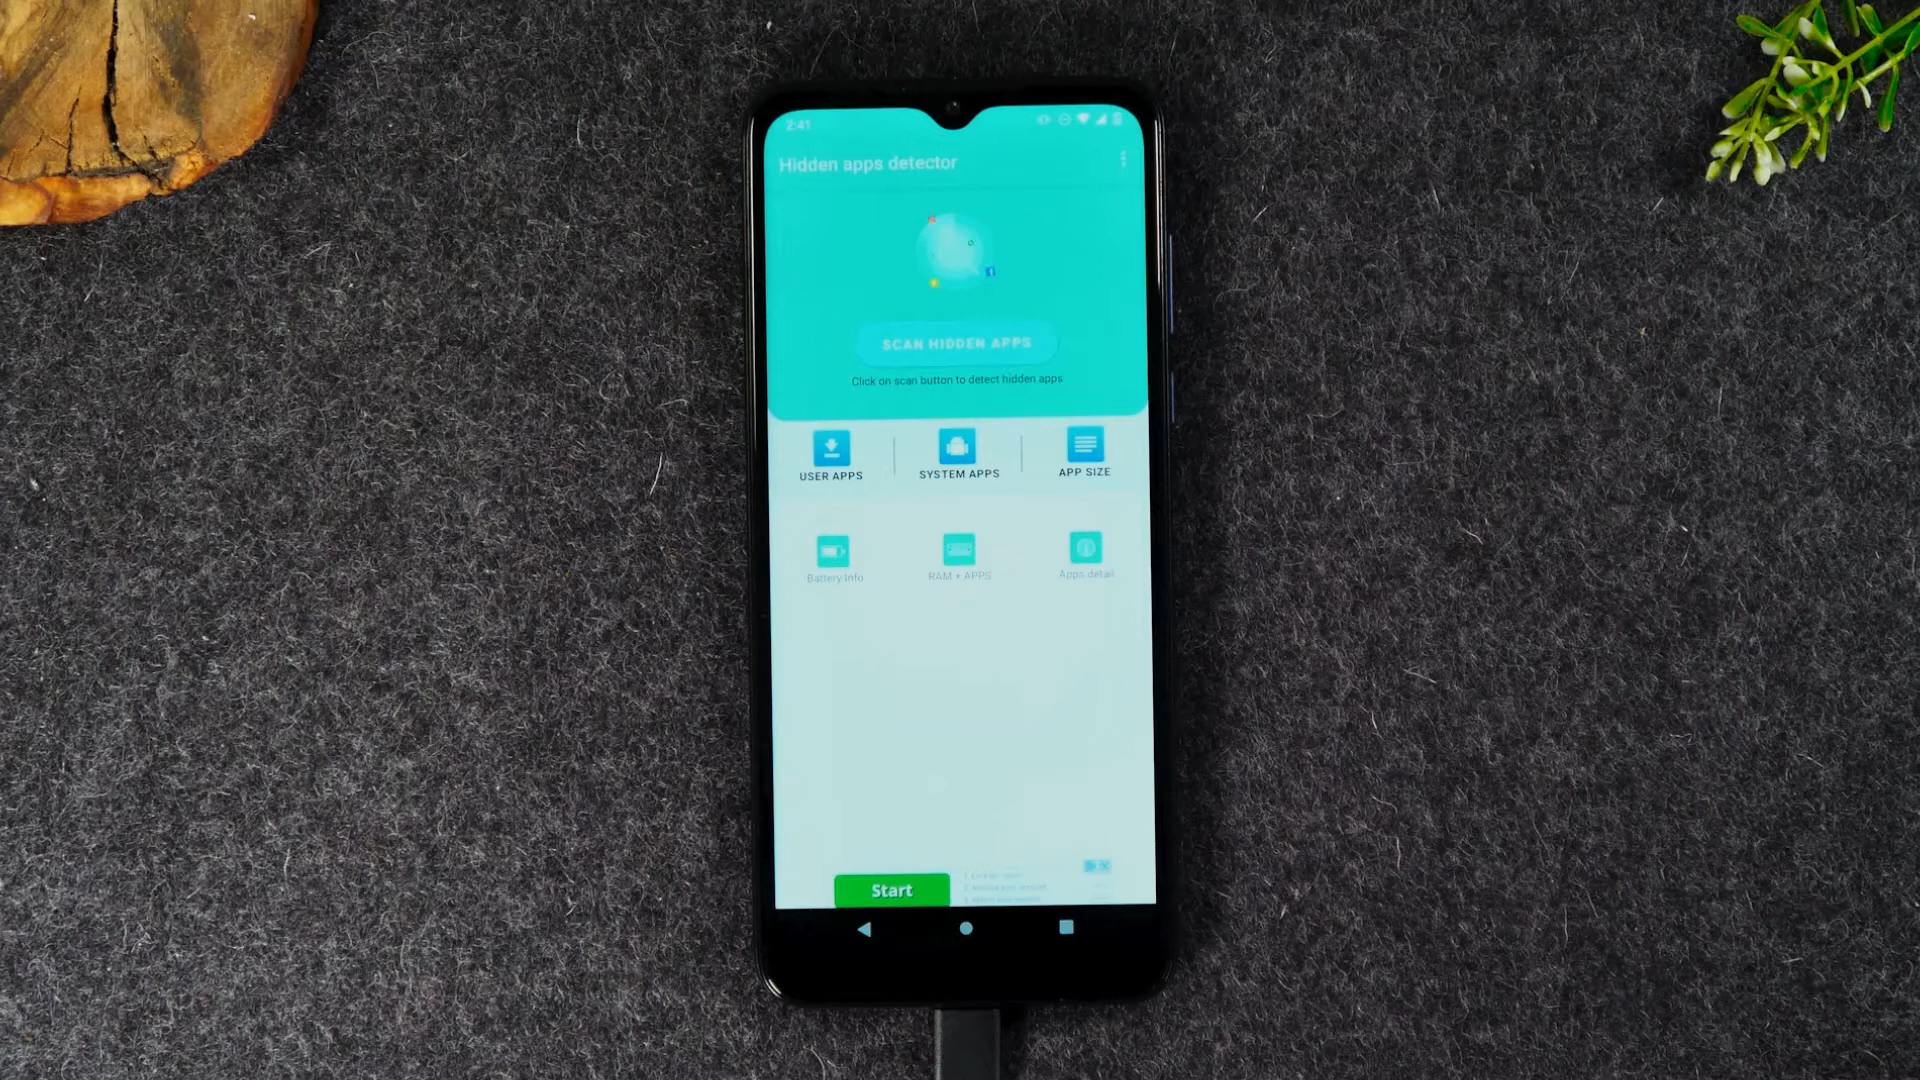 2:41
Hidden apps detector
SCAN HIDDEN APPS
Click on scan button to detect hidden apps
USER APPS
SYSTEM APPS
APP SIZE
Battery Info
RAM + APPS
Apps detail
Start